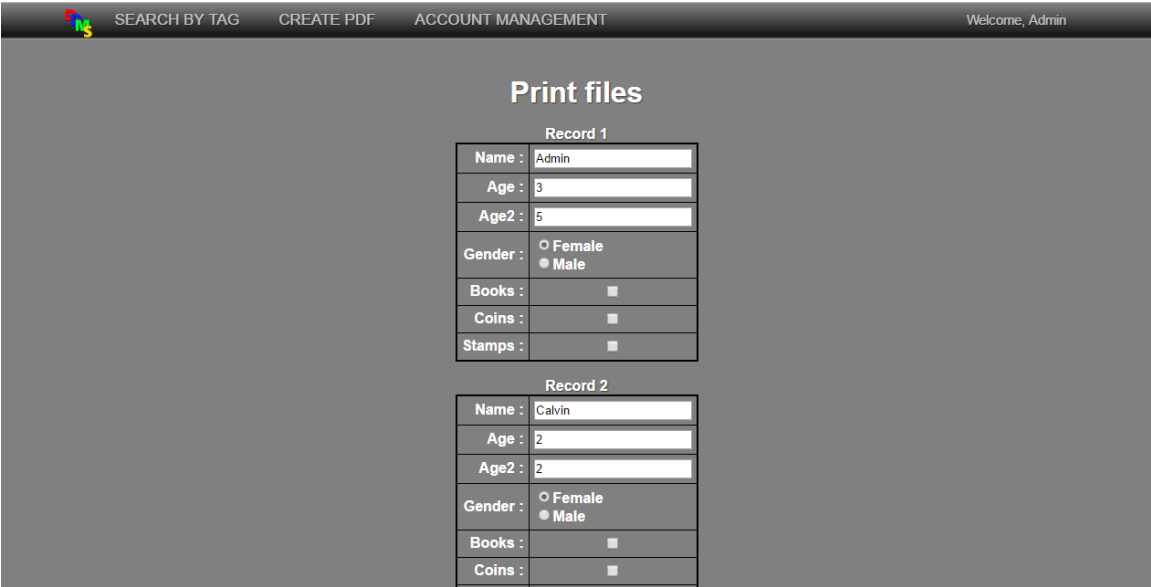 DMS SEARCH BY TAG CREATE PDF ACCOUNT MANAGEMENT Welcome, Admin
Print files
Record 1
Name : Admin
Age : 3
Age2 : 5
Gender : Female
Male
Books :
Coins :
Stamps :
Record 2
Name : Calvin
Age : 2
Age2 : 2
Gender : Female
Male
Books :
Coins :